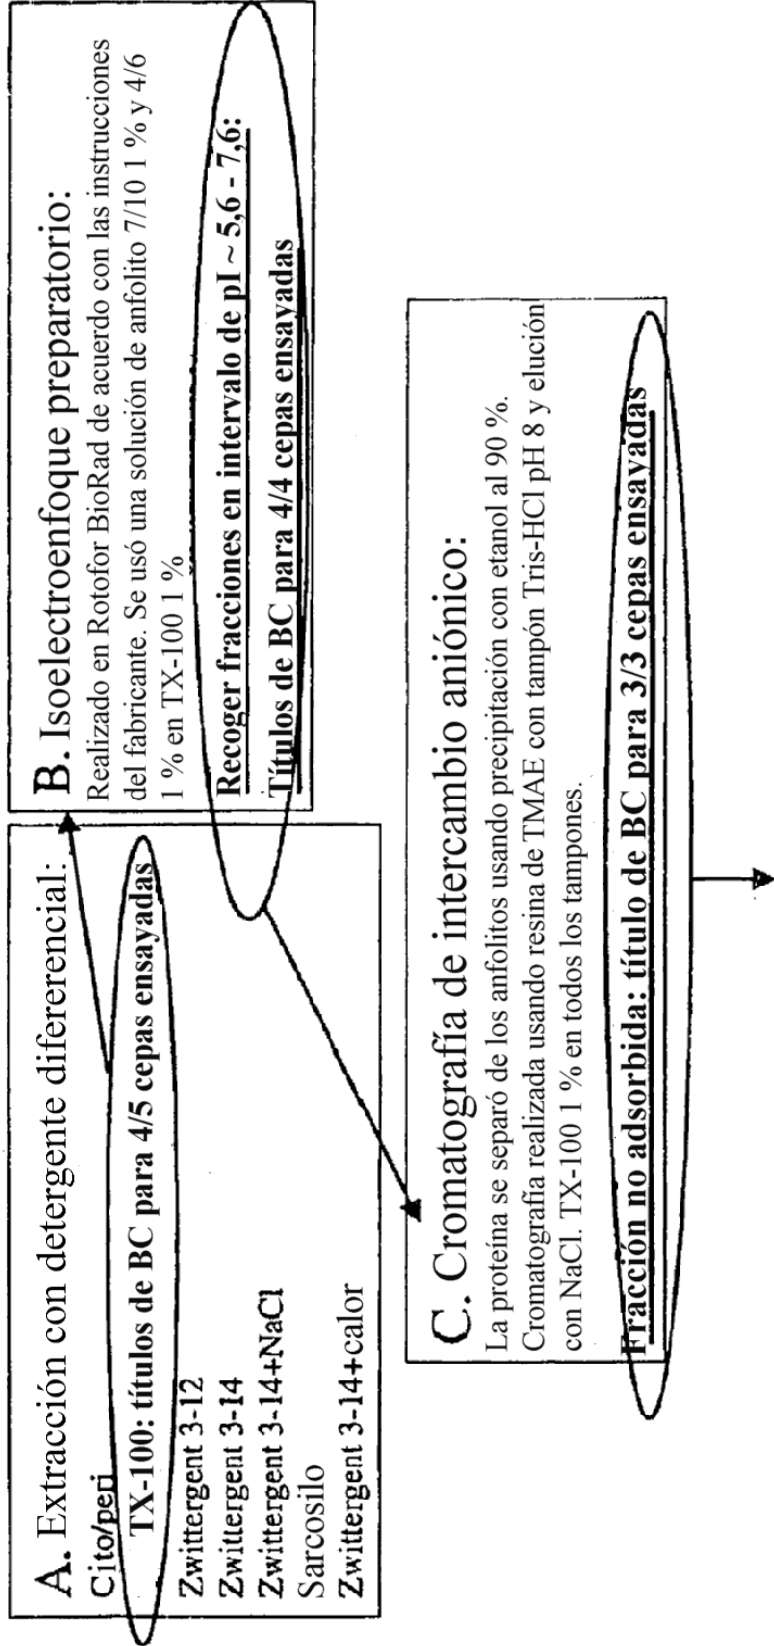 A. Extracción con detergente diferencial:
Cito/peri
TX-100: títulos de BC para 4/5 cepas ensayadas
Zwittergent 3-12
Zwittergent 3-14
Zwittergent 3-14+NaCl
Sarcosilo
Zwittergent 3-14+calor
B. Isoelectroenfoque preparatorio:
Realizado en Rotofor BioRad de acuerdo con las instrucciones
del fabricante. Se usó una solución de anfolito 7/10 1 % y 4/6
1 % en TX-100 1 %
Recoger fracciones en intervalo de pI ~ 5,6 - 7,6:
Títulos de BC para 4/4 cepas ensayadas
C. Cromatografía de intercambio aniónico:
La proteína se separó de los anfolitos usando precipitación con etanol al 90 %.
Cromatografía realizada usando resina de TMAE con tampón Tris-HCl pH 8 y elución
con NaCl. TX-100 1 % en todos los tampones.
Fracción no adsorbida: título de BC para 3/3 cepas ensayadas